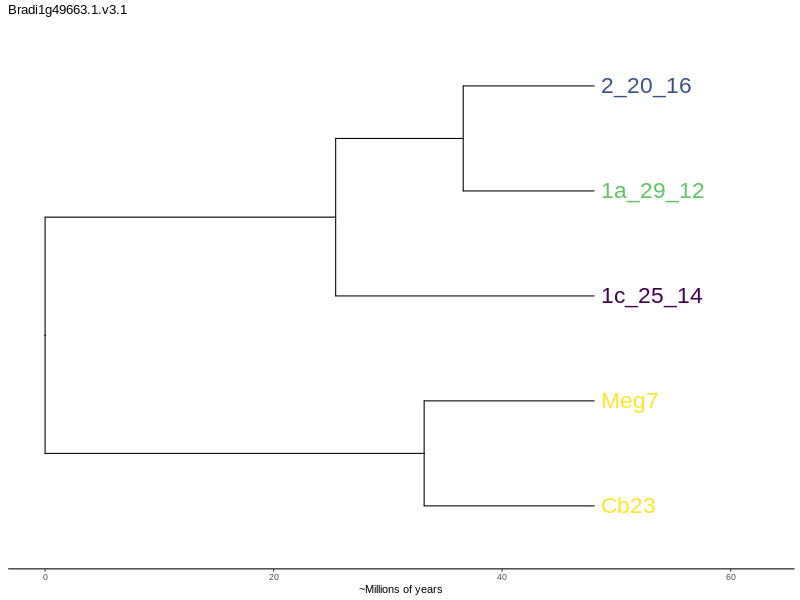 Bradi1g49663.1.v3.1
2_20_16
1a_29_12
1c_25_14
Meg7
Cb23
0 20 40 60
~Millions of years